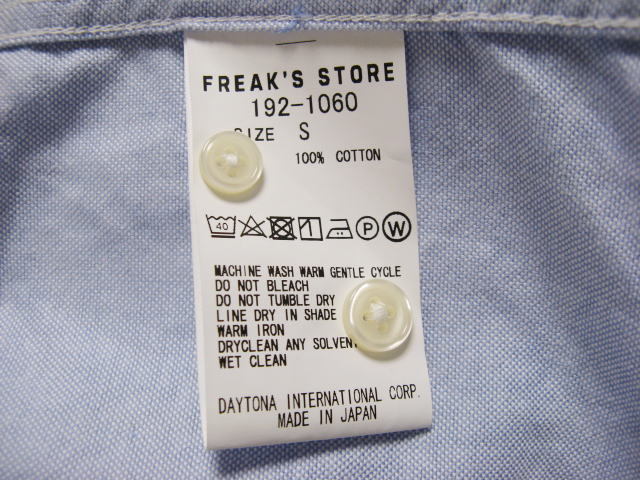 FREAK'S STORE
192-1060
SIZE S
100% COTTON
40 P W
MACHINE WASH WARM GENTLE CYCLE
DO NOT BLEACH
DO NOT TUMBLE DRY
LINE DRY IN SHADE
WARM IRON
DRYCLEAN ANY SOLVEN
WET CLEAN
DAYTONA INTERNATIONAL CORP.
MADE IN JAPAN